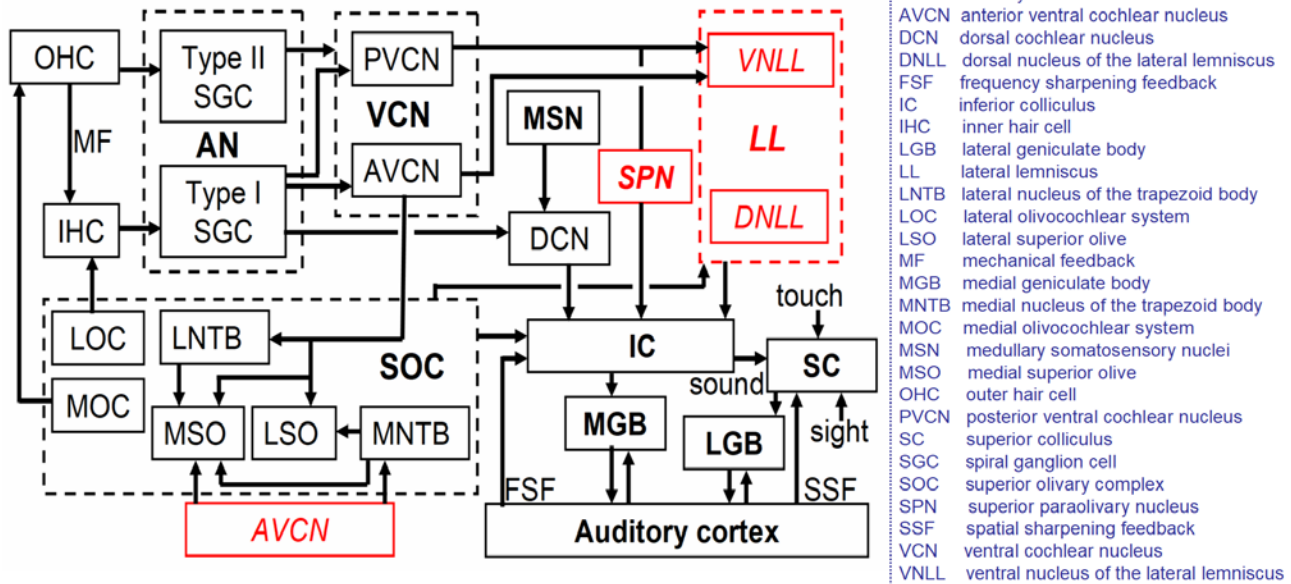 OHC
Type II
SGC
PVCN
VCN
MSN
VNLL
MF
AN
AVCN
LL
SPN
Type I
SGC
IHC
DCN
DNLL
touch
LOC
LNTB
SOC
IC
SC
sound
MOC
MSO
LSO
MNTB
MGB
LGB
sight
FSF
SSF
AVCN
Auditory cortex
AVCN anterior ventral cochlear nucleus
DCN dorsal cochlear nucleus
DNLL dorsal nucleus of the lateral lemniscus
FSF frequency sharpening feedback
IC inferior colliculus
IHC inner hair cell
LGB lateral geniculate body
LL lateral lemniscus
LNTB lateral nucleus of the trapezoid body
LOC lateral olivocochlear system
LSO lateral superior olive
MF mechanical feedback
MGB medial geniculate body
MNTB medial nucleus of the trapezoid body
MOC medial olivocochlear system
MSN medullary somatosensory nuclei
MSO medial superior olive
OHC outer hair cell
PVCN posterior ventral cochlear nucleus
SC superior colliculus
SGC spiral ganglion cell
SOC superior olivary complex
SPN superior paraolivary nucleus
SSF spatial sharpening feedback
VCN ventral cochlear nucleus
VNLL ventral nucleus of the lateral lemniscus